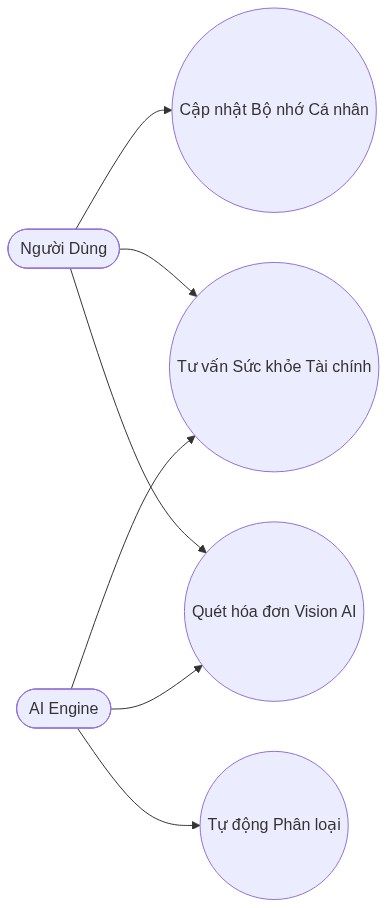 Cập nhật Bộ nhớ Cá nhân
Người Dùng
Tư vấn Sức khỏe Tài chính
Quét hóa đơn Vision AI
AI Engine
Tự động Phân loại